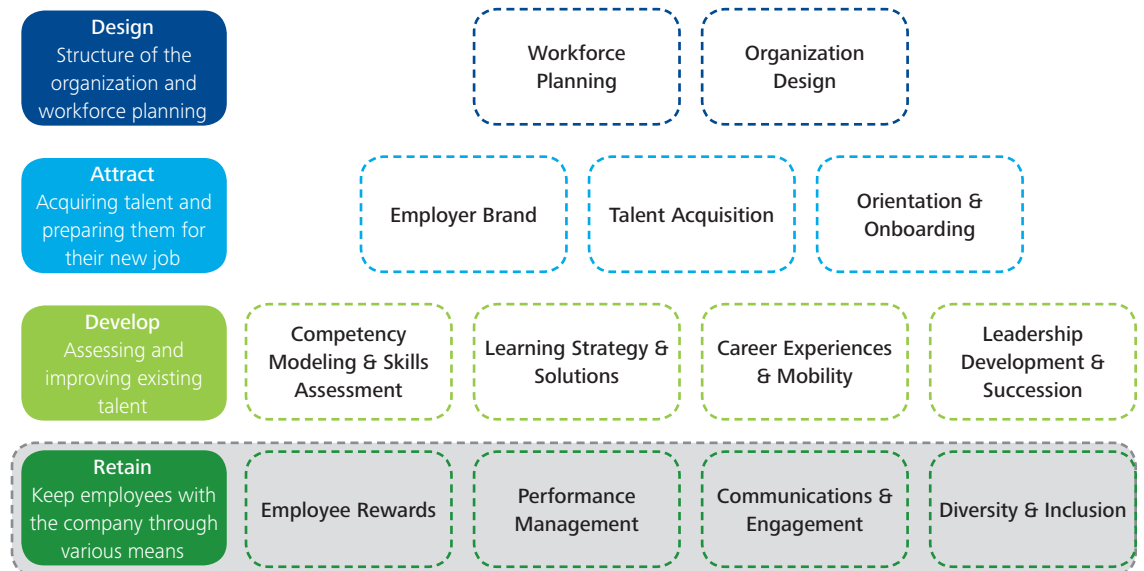 Design
Structure of the
organization and
workforce planning
Workforce
Planning
Organization
Design
Attract
Acquiring talent and
preparing them for
their new job
Employer Brand
Talent Acquisition
Orientation &
Onboarding
Develop
Assessing and
improving existing
talent
Competency
Modeling & Skills
Assessment
Learning Strategy &
Solutions
Career Experiences
& Mobility
Leadership
Development &
Succession
Retain
Keep employees with
the company through
various means
Employee Rewards
Performance
Management
Communications &
Engagement
Diversity & Inclusion